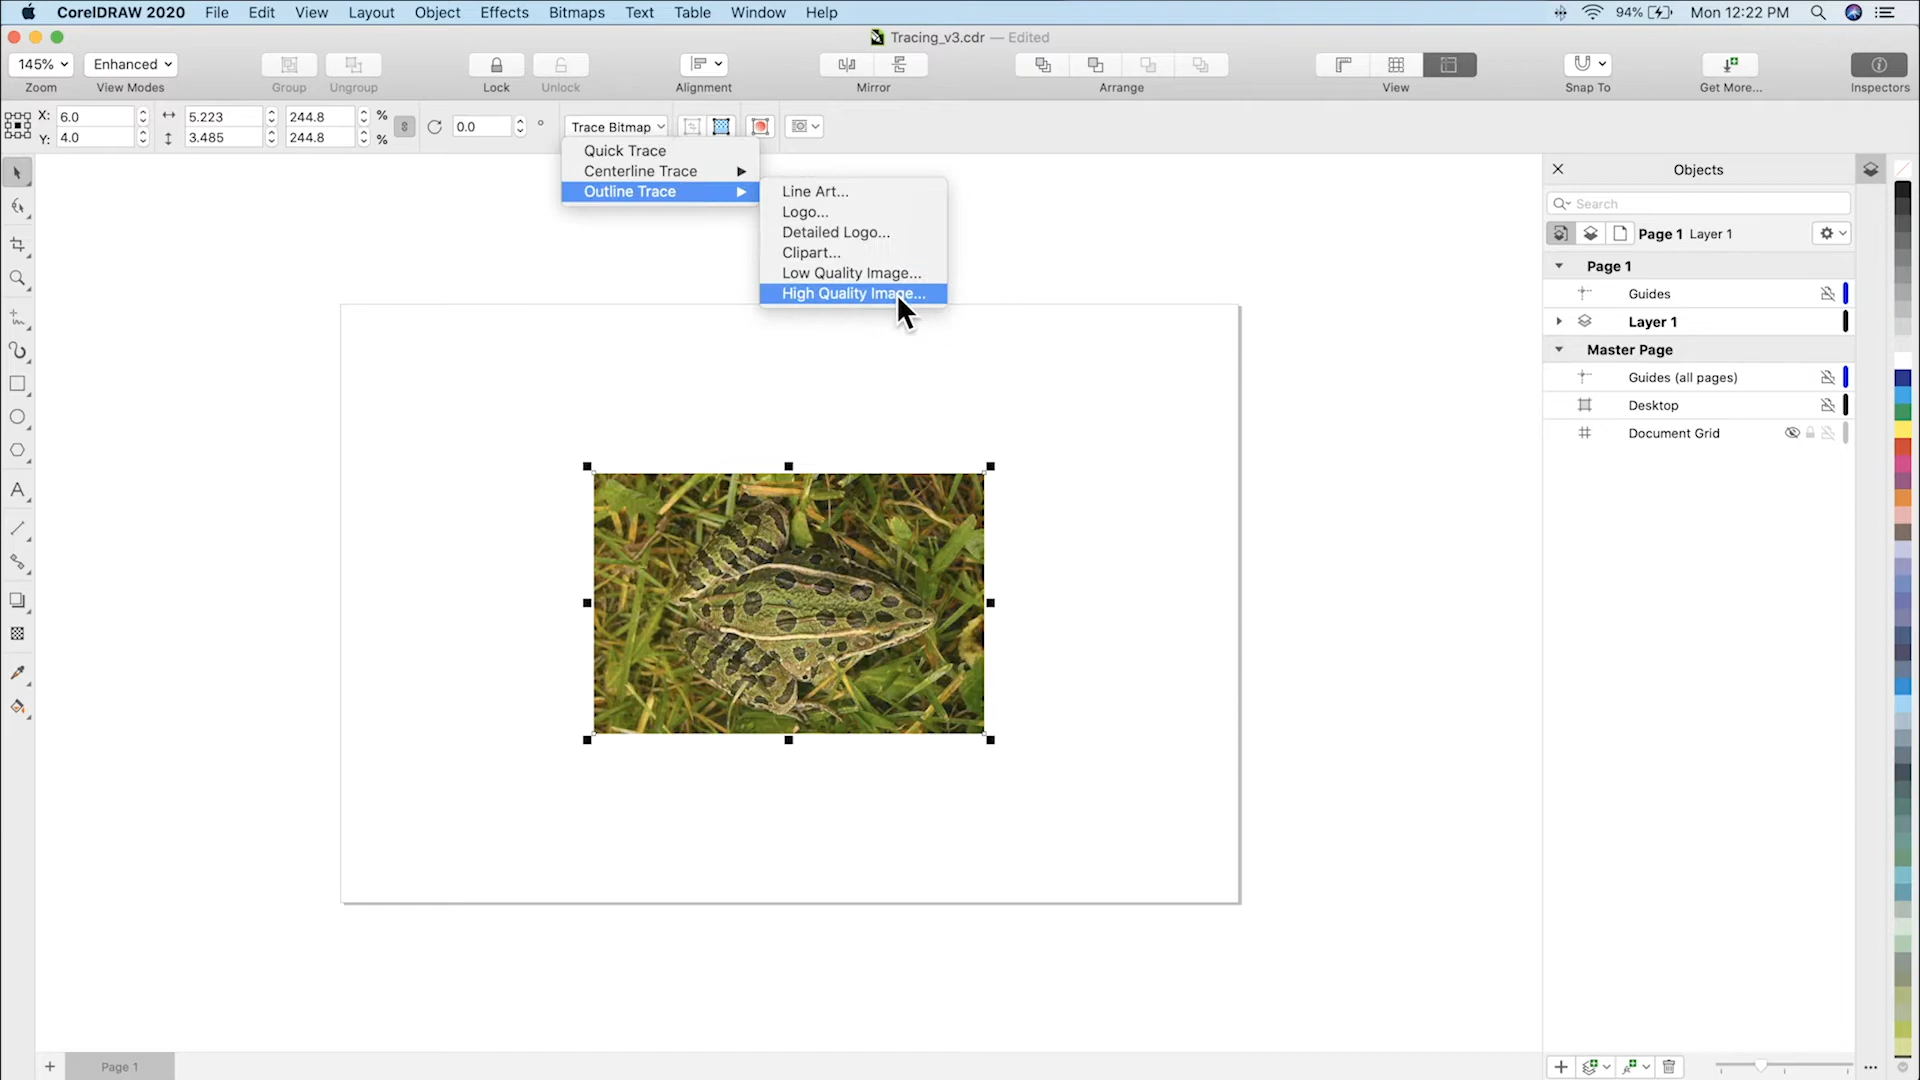 CorelDRAW 2020 File Edit View Layout Object Effects Bitmaps Text Table Window Help 94% Mon 12:22 PM
Tracing_v3.cdr — Edited
145% Enhanced
Zoom View Modes Group Ungroup Lock Unlock Alignment Mirror Arrange View Snap To Get More... Inspectors
X: 6.0 5.223 244.8 %
Y: 4.0 3.485 244.8 %
0.0 °
Trace Bitmap
Quick Trace
Centerline Trace
Outline Trace
Line Art...
Logo...
Detailed Logo...
Clipart...
Low Quality Image...
High Quality Image...
Objects
Search
Page 1 Layer 1
Page 1
Guides
Layer 1
Master Page
Guides (all pages)
Desktop
Document Grid
Page 1